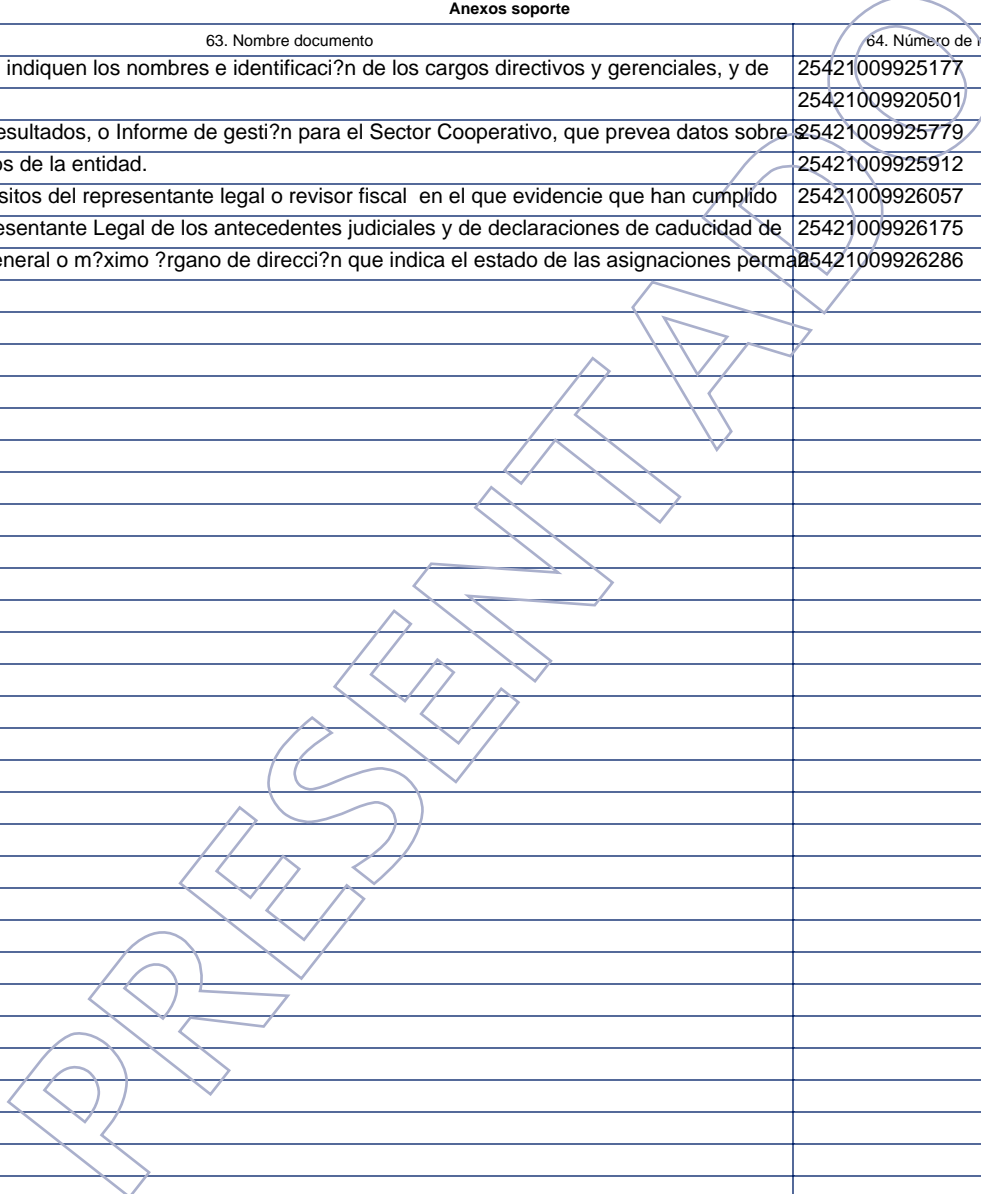 Anexos soporte
63. Nombre documento 64. Número de
indiquen los nombres e identificaci?n de los cargos directivos y gerenciales, y de 25421009925177
25421009920501
esultados, o Informe de gesti?n para el Sector Cooperativo, que prevea datos sobre s 25421009925779
os de la entidad. 25421009925912
sitos del representante legal o revisor fiscal en el que evidencie que han cumplido 25421009926057
esentante Legal de los antecedentes judiciales y de declaraciones de caducidad de 25421009926175
eneral o m?ximo ?rgano de direcci?n que indica el estado de las asignaciones perman 25421009926286
PRESENTADO